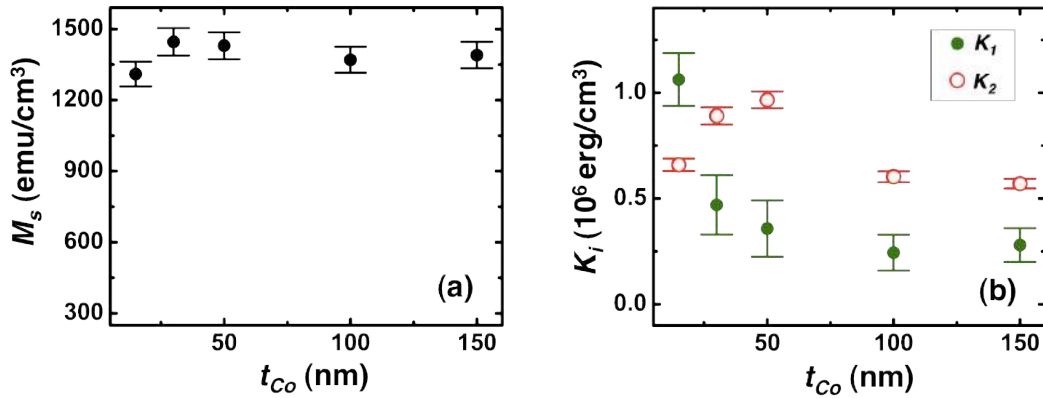 1500
1200
900
600
300
M_s (emu/cm³)
(a)
50
100
150
t_Co (nm)
K_1
K_2
1.0
0.5
0.0
K_i (10⁶ erg/cm³)
(b)
50
100
150
t_Co (nm)